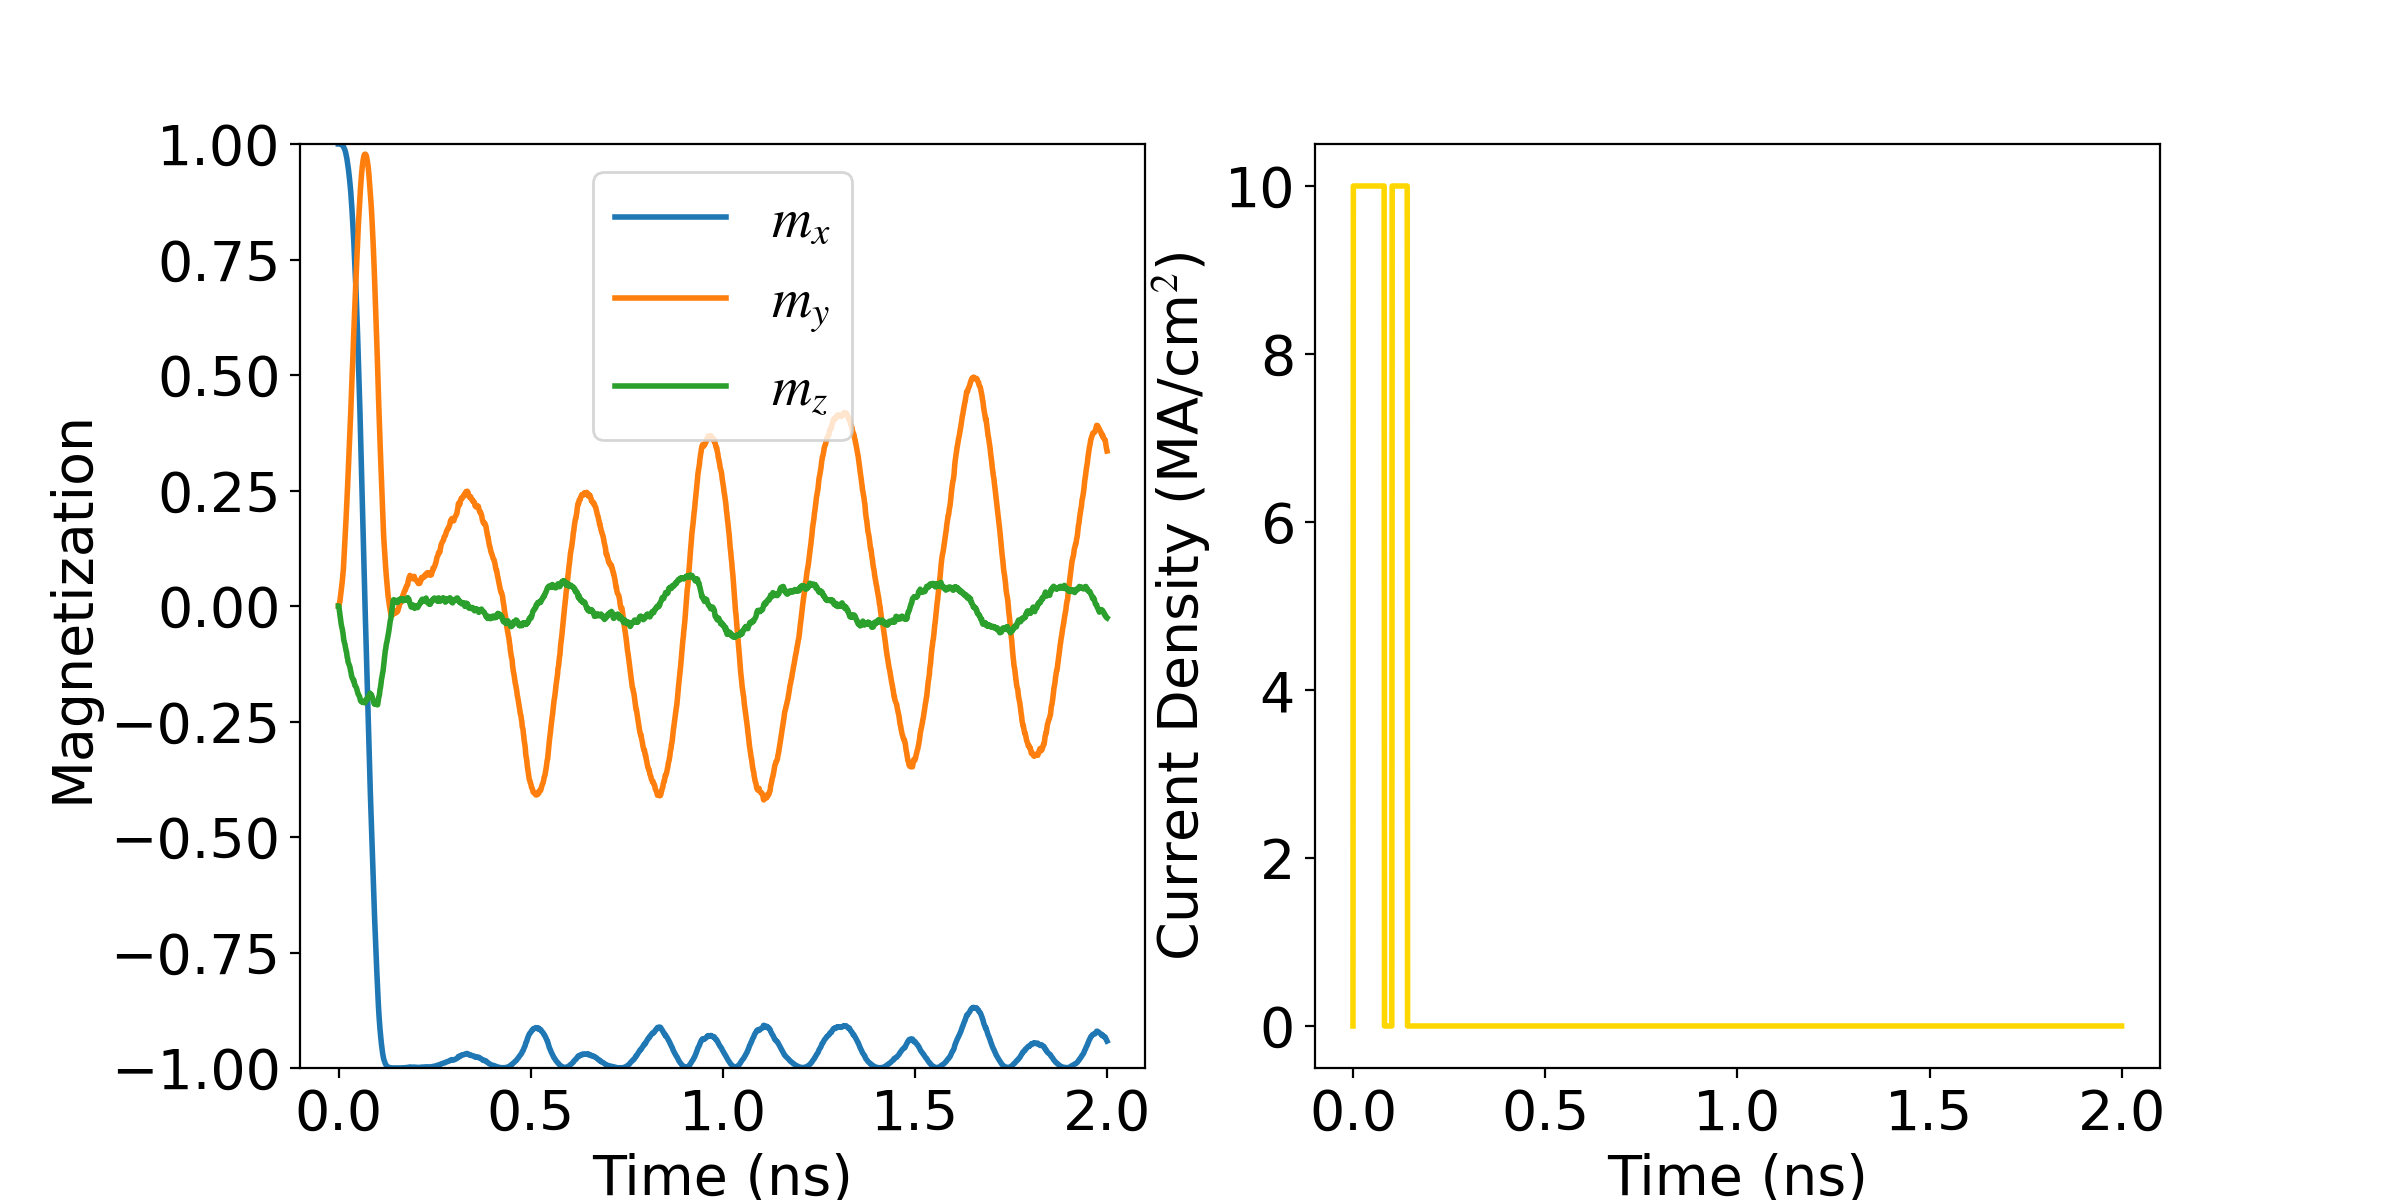 Magnetization
1.00
0.75
0.50
0.25
0.00
−0.25
−0.50
−0.75
−1.00
0.0 0.5 1.0 1.5 2.0
Time (ns)
m_x
m_y
m_z
Current Density (MA/cm²)
10
8
6
4
2
0
0.0 0.5 1.0 1.5 2.0
Time (ns)